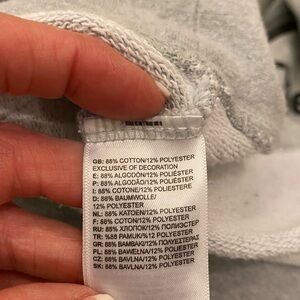 GB: 88% COTTON/12% POLYESTER
EXCLUSIVE OF DECORATION
E: 88% ALGODÓN/12% POLIÉSTER
P: 88% ALGODÃO/12% POLIÉSTER
I: 88% COTONE/12% POLIESTERE
D: 88% BAUMWOLLE/
12% POLYESTER
NL: 88% KATOEN/12% POLYESTER
F: 88% COTON/12% POLYESTER
RU: 88% ХЛОПОК/12% ПОЛИЭСТЕР
TR: %88 PAMUK/%12 POLYESTER
GR: 88% ΒΑΜΒΑΚΙ/12% ΠΟΛΥΕΣΤΕΡΑΣ
PL: 88% BAWEŁNA/12% POLIESTER
CZ: 88% BAVLNA/12% POLYESTER
SK: 88% BAVLNA/12% POLYESTER